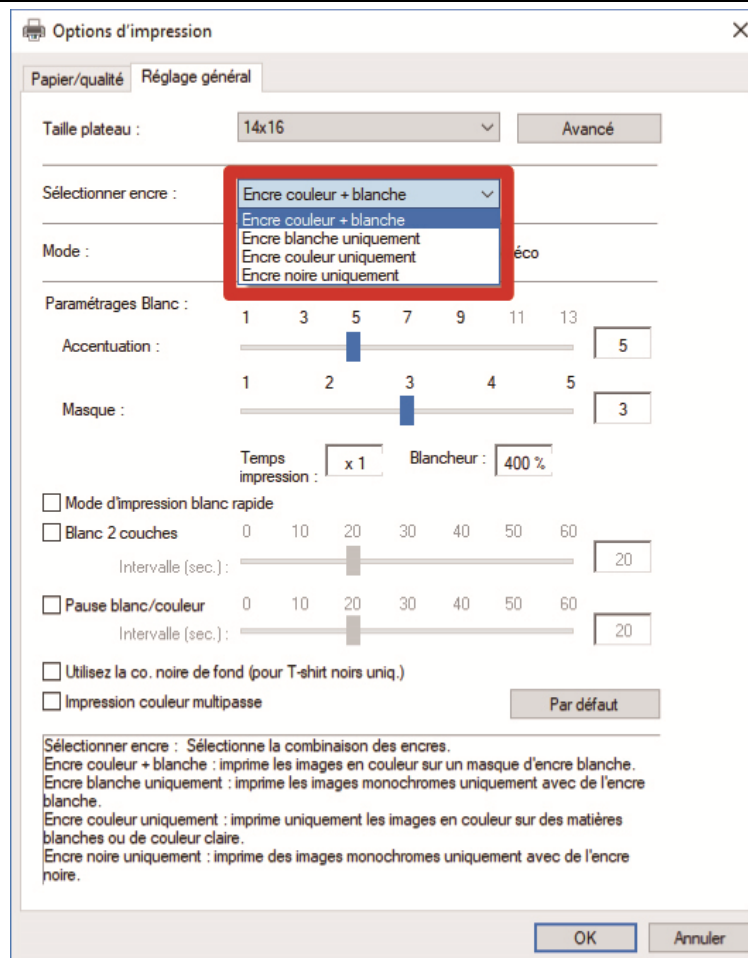 Options d'impression
Papier/qualité Réglage général
Taille plateau : 14x16 Avancé
Sélectionner encre : Encre couleur + blanche
Encre couleur + blanche
Encre blanche uniquement
Mode : éco
Encre couleur uniquement
Encre noire uniquement
Paramétrages Blanc :
1 3 5 7 9 11 13
Accentuation : 5
1 2 3 4 5
Masque : 3
Temps impression : x 1 Blancheur : 400 %
Mode d'impression blanc rapide
Blanc 2 couches 0 10 20 30 40 50 60
Intervalle (sec.) : 20
Pause blanc/couleur 0 10 20 30 40 50 60
Intervalle (sec.) : 20
Utilisez la co. noire de fond (pour T-shirt noirs uniq.)
Impression couleur multipasse Par défaut
Sélectionner encre : Sélectionne la combinaison des encres.
Encre couleur + blanche : imprime les images en couleur sur un masque d'encre blanche.
Encre blanche uniquement : imprime les images monochromes uniquement avec de l'encre
blanche.
Encre couleur uniquement : imprime uniquement les images en couleur sur des matières
blanches ou de couleur claire.
Encre noire uniquement : imprime des images monochromes uniquement avec de l'encre
noire.
OK Annuler